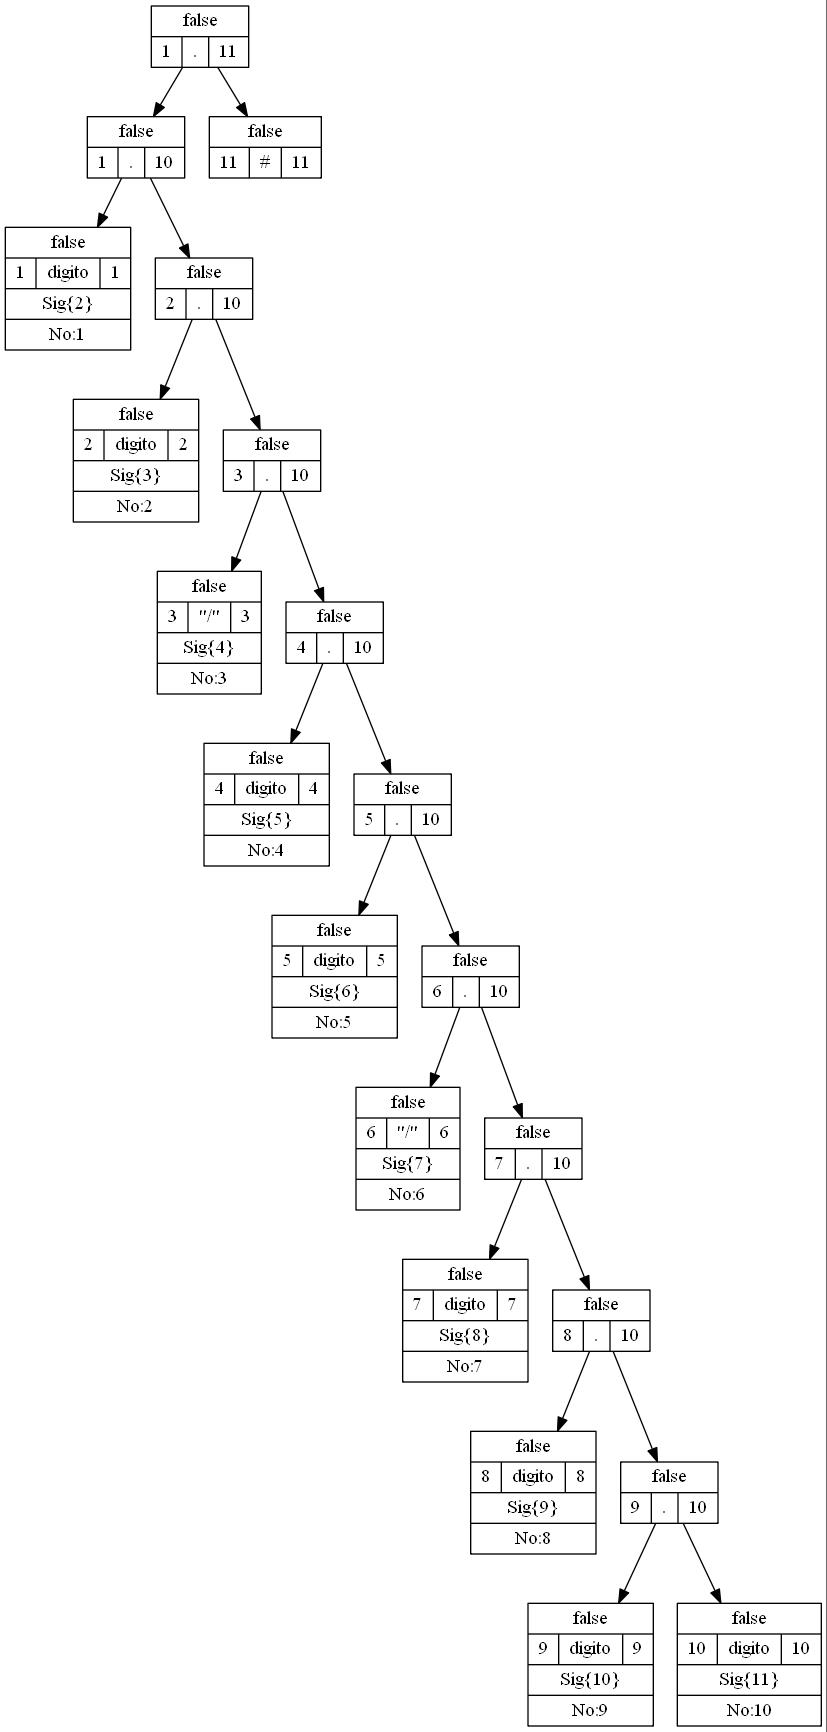 false
1 . 11
false
1 . 10
false
11 # 11
false
1 digito 1
Sig{2}
No:1
false
2 . 10
false
2 digito 2
Sig{3}
No:2
false
3 . 10
false
3 "/" 3
Sig{4}
No:3
false
4 . 10
false
4 digito 4
Sig{5}
No:4
false
5 . 10
false
5 digito 5
Sig{6}
No:5
false
6 . 10
false
6 "/" 6
Sig{7}
No:6
false
7 . 10
false
7 digito 7
Sig{8}
No:7
false
8 . 10
false
8 digito 8
Sig{9}
No:8
false
9 . 10
false
9 digito 9
Sig{10}
No:9
false
10 digito 10
Sig{11}
No:10